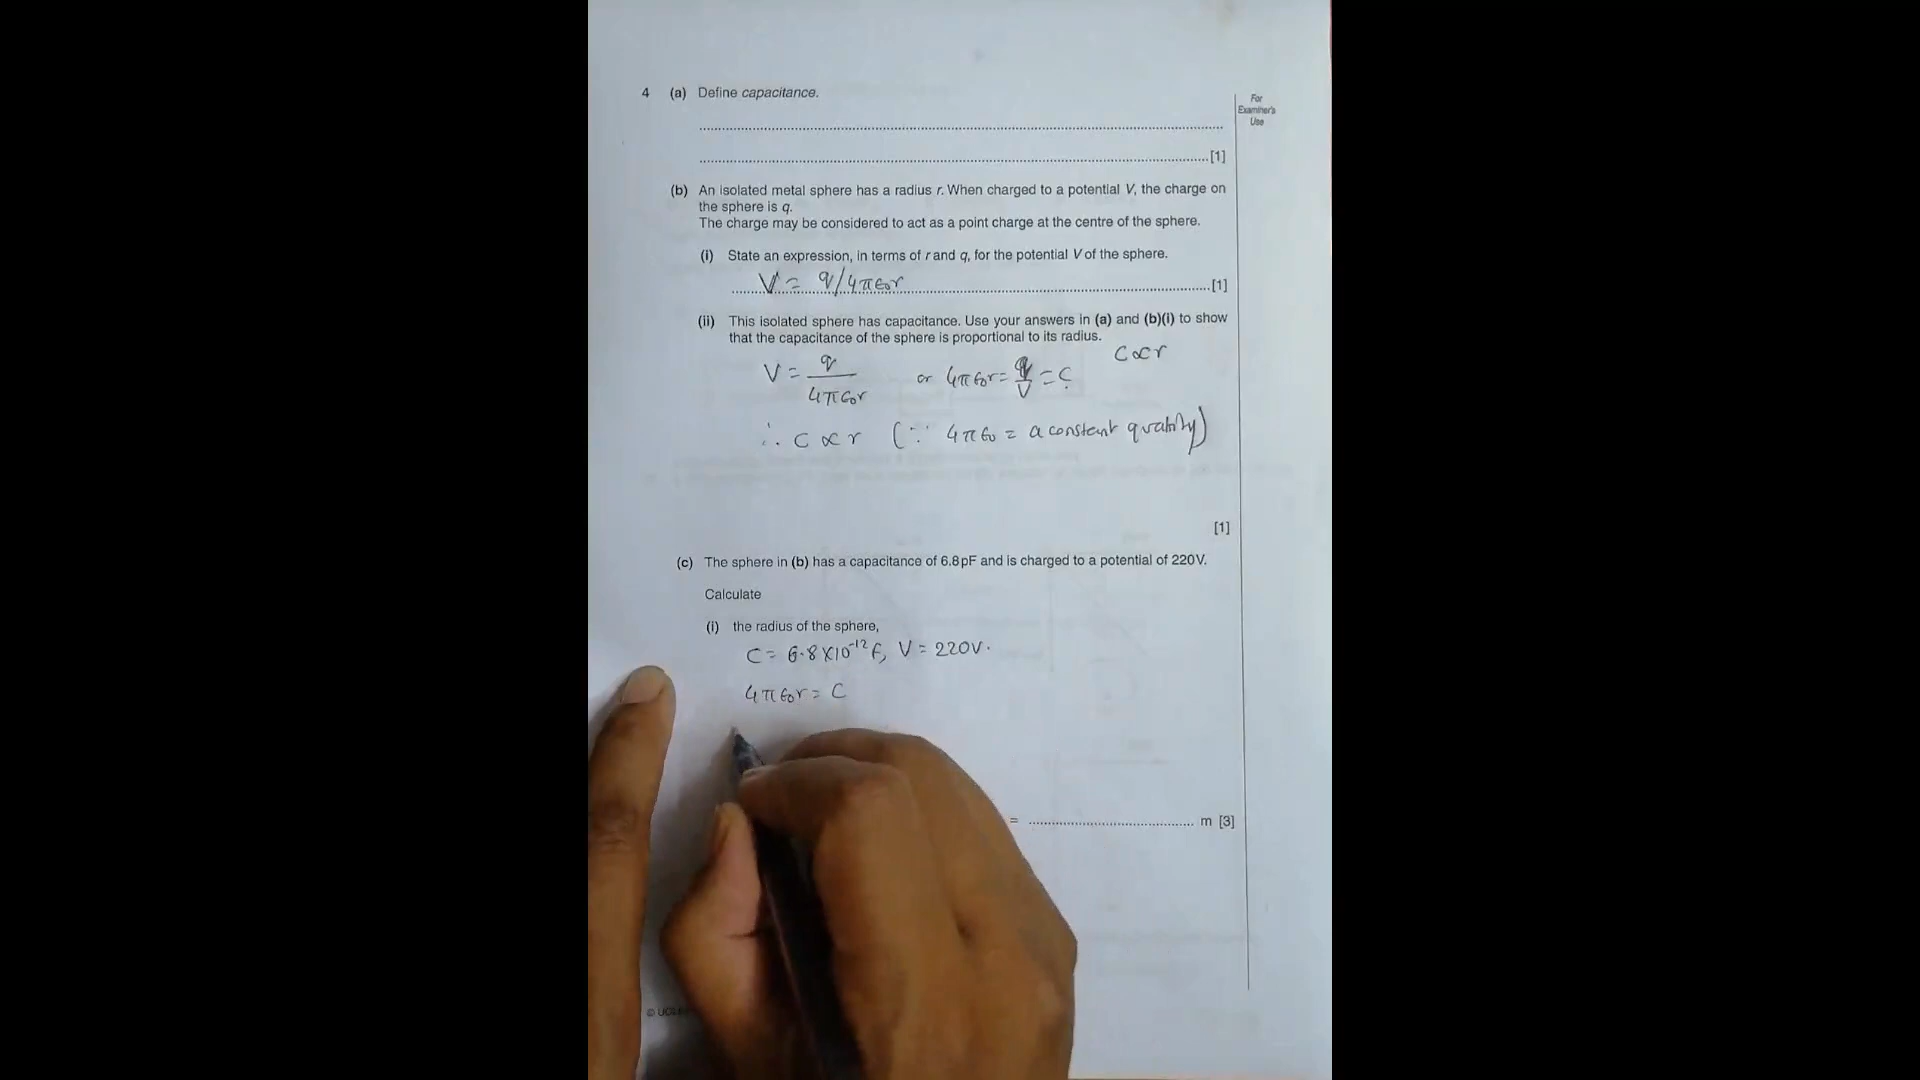 4 (a) Define capacitance.
For
Examiner's
Use
[1]
(b) An isolated metal sphere has a radius r. When charged to a potential V, the charge on
the sphere is q.
The charge may be considered to act as a point charge at the centre of the sphere.
(i) State an expression, in terms of r and q, for the potential V of the sphere.
V = q/4πε₀r [1]
(ii) This isolated sphere has capacitance. Use your answers in (a) and (b)(i) to show
that the capacitance of the sphere is proportional to its radius.
C ∝ r
V = q/4πε₀r or 4πε₀r = q/V = C
∴ C ∝ r (∵ 4πε₀ = a constant quantity)
[1]
(c) The sphere in (b) has a capacitance of 6.8pF and is charged to a potential of 220V.
Calculate
(i) the radius of the sphere,
C = 6.8×10⁻¹² F, V = 220V.
4πε₀r = C
= m [3]